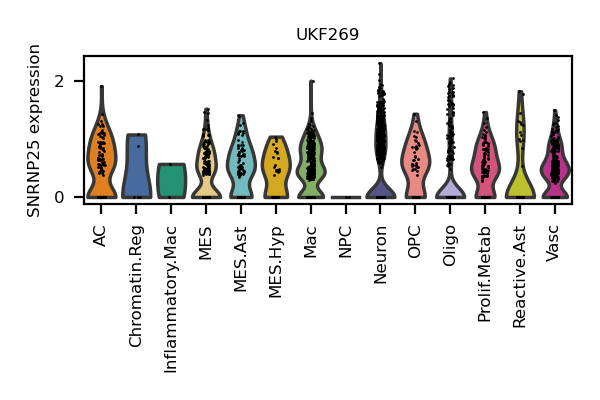 UKF269
SNRNP25 expression
2
0
AC
Chromatin.Reg
Inflammatory.Mac
MES
MES.Ast
MES.Hyp
Mac
NPC
Neuron
OPC
Oligo
Prolif.Metab
Reactive.Ast
Vasc